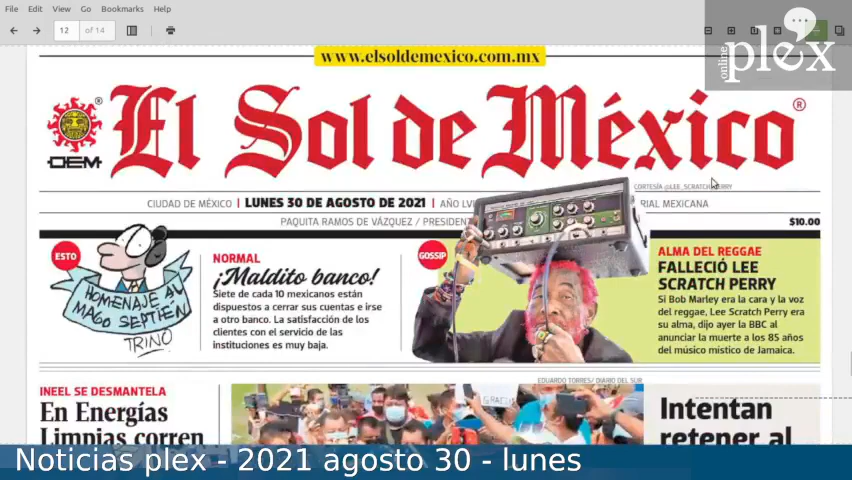 File Edit View Go Bookmarks Help
12 of 14
online plex
www.elsoldemexico.com.mx
OEM
El Sol de México
CORTESÍA @LEE_SCRATCH_PERRY
CIUDAD DE MÉXICO | LUNES 30 DE AGOSTO DE 2021 | AÑO LVI
RIAL MEXICANA
PAQUITA RAMOS DE VÁZQUEZ / PRESIDENT
$10.00
ESTO
HOMENAJE AL
MAGO SEPTIÉN
TRINO
NORMAL
¡Maldito banco!
Siete de cada 10 mexicanos están
dispuestos a cerrar sus cuentas e irse
a otro banco. La satisfacción de los
clientes con el servicio de las
instituciones es muy baja.
GOSSIP
ALMA DEL REGGAE
FALLECIÓ LEE
SCRATCH PERRY
Si Bob Marley era la cara y la voz
del reggae, Lee Scratch Perry era
su alma, dijo ayer la BBC al
anunciar la muerte a los 85 años
del músico místico de Jamaica.
EDUARDO TORRES/ DIARIO DEL SUR
INEEL SE DESMANTELA
En Energías
Limpias corren
GRACIAS
Intentan
retener al
Noticias plex - 2021 agosto 30 - lunes